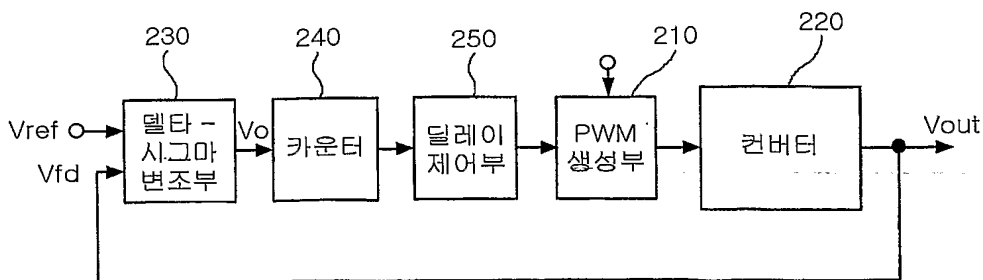 230
240
250
210
220
Vref
Vfd
델타 -
시그마
변조부
Vo
카운터
딜레이
제어부
PWM
생성부
컨버터
Vout